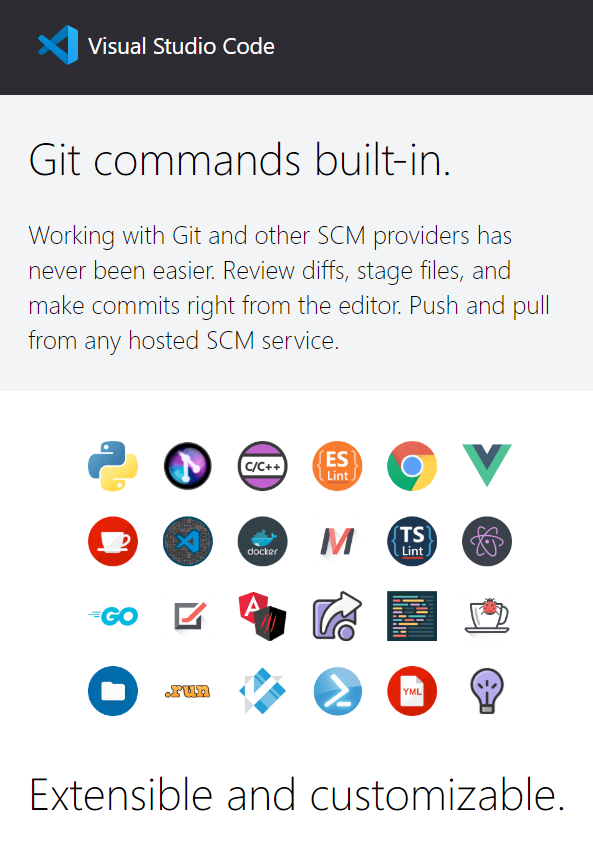 Visual Studio Code
Git commands built-in.
Working with Git and other SCM providers has
never been easier. Review diffs, stage files, and
make commits right from the editor. Push and pull
from any hosted SCM service.
C/C++
ES
Lint
docker
TS
Lint
GO
A
.run
YML
Extensible and customizable.